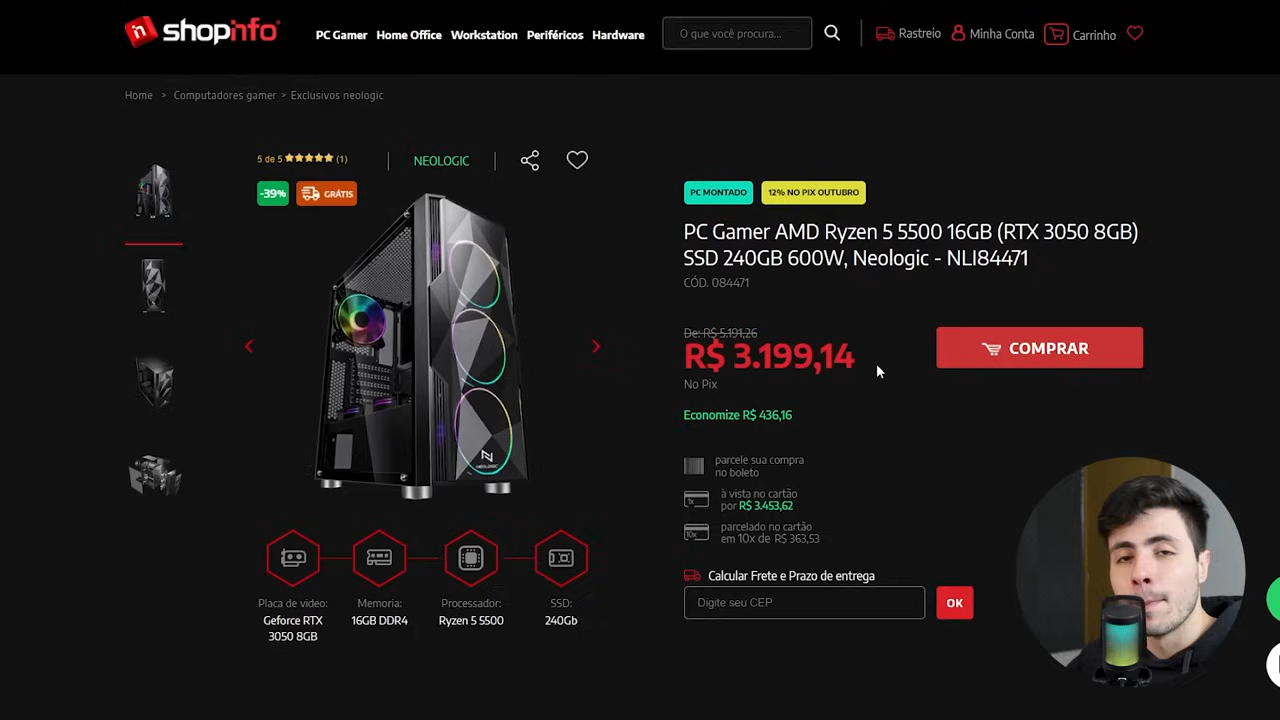 shopinfo
PC Gamer Home Office Workstation Periféricos Hardware
O que você procura...
Rastreio Minha Conta Carrinho
Home > Computadores gamer > Exclusivos neologic
5 de 5 (1) NEOLOGIC
-39% GRÁTIS
PC MONTADO 12% NO PIX OUTUBRO
PC Gamer AMD Ryzen 5 5500 16GB (RTX 3050 8GB)
SSD 240GB 600W, Neologic - NLI84471
CÓD. 084471
De: R$ 5.191,26
R$ 3.199,14
COMPRAR
No Pix
Economize R$ 436,16
NEOLOGIC
parcele sua compra
no boleto
1x
à vista no cartão
por R$ 3.453,62
10x
parcelado no cartão
em 10x de R$ 363,53
Calcular Frete e Prazo de entrega
Digite seu CEP OK
Placa de video: Memoria: Processador: SSD:
Geforce RTX 16GB DDR4 Ryzen 5 5500 240Gb
3050 8GB